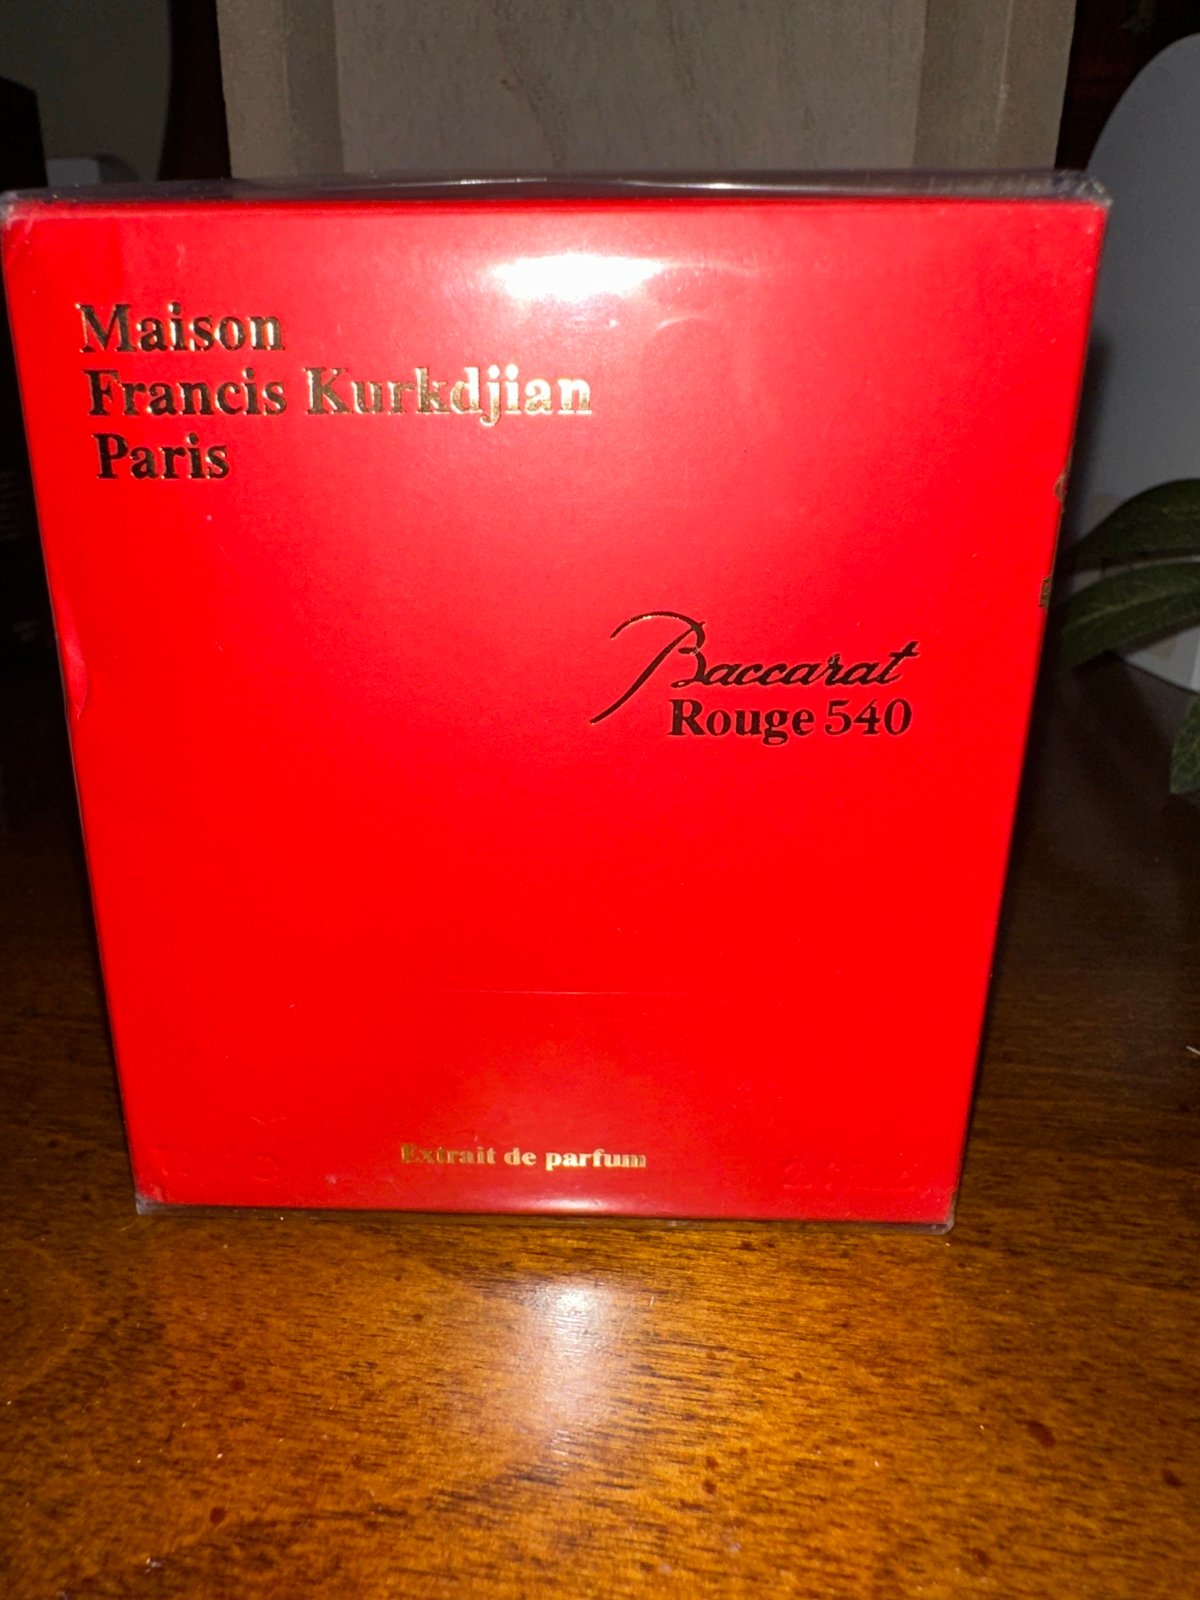 Maison
Francis Kurkdjian
Paris
Baccarat
Rouge 540
Extrait de parfum